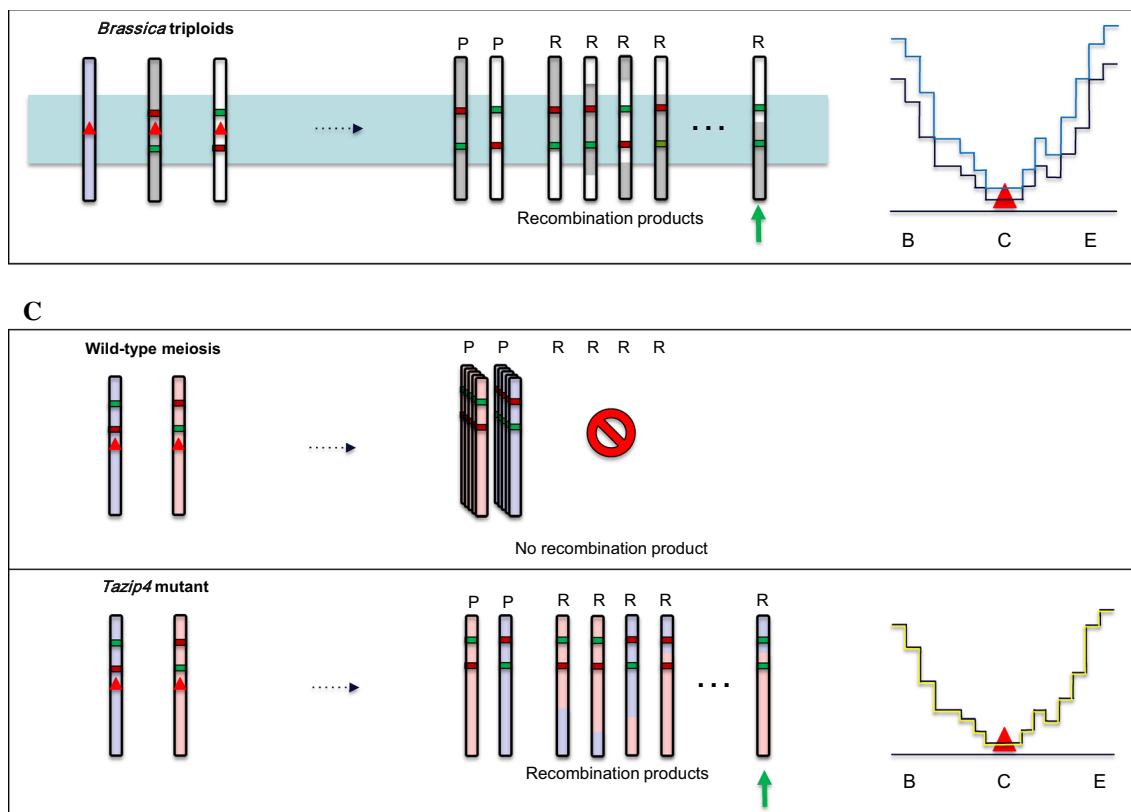 Brassica triploids
P P R R R R R
...
Recombination products
B C E
C
Wild-type meiosis
P P R R R R
No recombination product
Tazip4 mutant
P P R R R R R
...
Recombination products
B C E